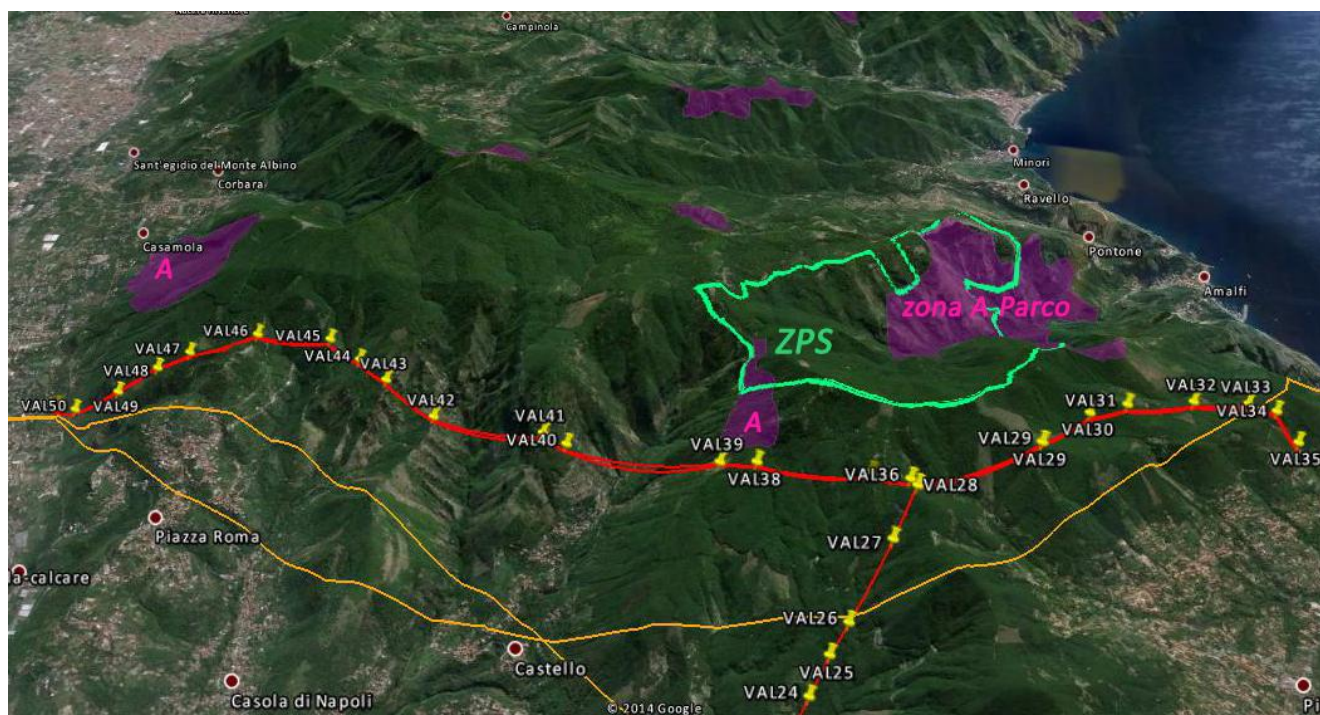 Campinola
Sant'egidio del Monte Albino
Corbara
Minori
Ravello
Casamola
A
Pontone
Amalfi
zona A-Parco
ZPS
VAL46
VAL45
VAL47
VAL44
VAL43
VAL48
VAL50
VAL49
VAL42
VAL41
VAL40
A
VAL39
VAL38
VAL36
VAL28
VAL29
VAL29
VAL31
VAL30
VAL32
VAL33
VAL34
VAL35
Piazza Roma
VAL27
la-calcare
VAL26
Castello
VAL25
VAL24
Casola di Napoli
© 2014 Google
Pi